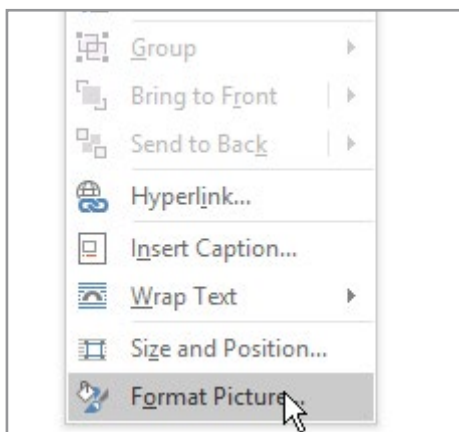 Group
Bring to Front
Send to Back
Hyperlink...
Insert Caption...
Wrap Text
Size and Position...
Format Picture...